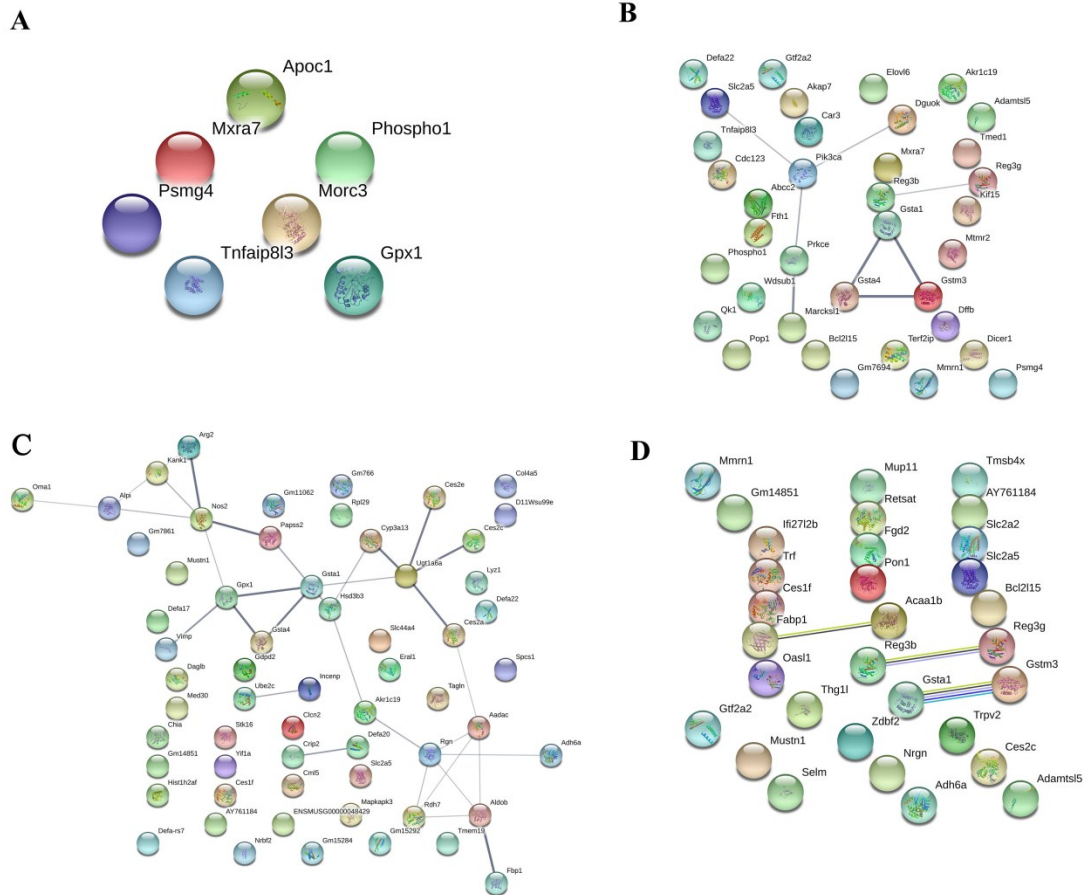 A
Apoc1
Mxra7
Phospho1
Psmg4
Morc3
Tnfaip8l3
Gpx1
B
Defa22
Gtf2a2
Elovl6
Akr1c19
Slc2a5
Akap7
Dguok
Adamtsl5
Car3
Tnfaip8l3
Tmed1
Cdc123
Pik3ca
Mxra7
Reg3g
Reg3b
Abcc2
Kif15
Gsta1
Fth1
Mtmr2
Phospho1
Prkce
Wdsub1
Gsta4
Gstm3
Qk1
Marcksl1
Dffb
Pop1
Bcl2l15
Terf2ip
Dicer1
Gm7694
Mmrn1
Psmg4
C
Arg2
Kank1
Gm766
Ces2e
Col4a5
Oma1
Alpi
Gm11062
Rpl29
D11Wsu99e
Nos2
Gm7861
Papss2
Cyp3a13
Ces2c
Mustn1
Ugt1a6a
Gpx1
Gsta1
Lyz1
Hsd3b3
Defa17
Defa22
Vimp
Gsta4
Slc44a4
Ces2a
Gdpd2
Eral1
Spcs1
Daglb
Ube2c
Incenp
Med30
Akr1c19
Tagln
Aadac
Chia
Stk16
Clcn2
Rgn
Adh6a
Gm14851
Yif1a
Crip2
Defa20
Hist1h2af
Ces1f
Cml5
Slc2a5
AY761184
ENSMUSG00000048429
Mapkapk3
Rdh7
Aldob
Defa-rs7
Nrbf2
Gm15284
Gm15292
Tmem19
Fbp1
D
Mmrn1
Mup11
Tmsb4x
Gm14851
Retsat
AY761184
Ifi27l2b
Fgd2
Slc2a2
Trf
Pon1
Slc2a5
Ces1f
Bcl2l15
Fabp1
Acaa1b
Reg3g
Oasl1
Reg3b
Gstm3
Thg1l
Gsta1
Gtf2a2
Zdbf2
Trpv2
Mustn1
Nrgn
Ces2c
Selm
Adh6a
Adamtsl5